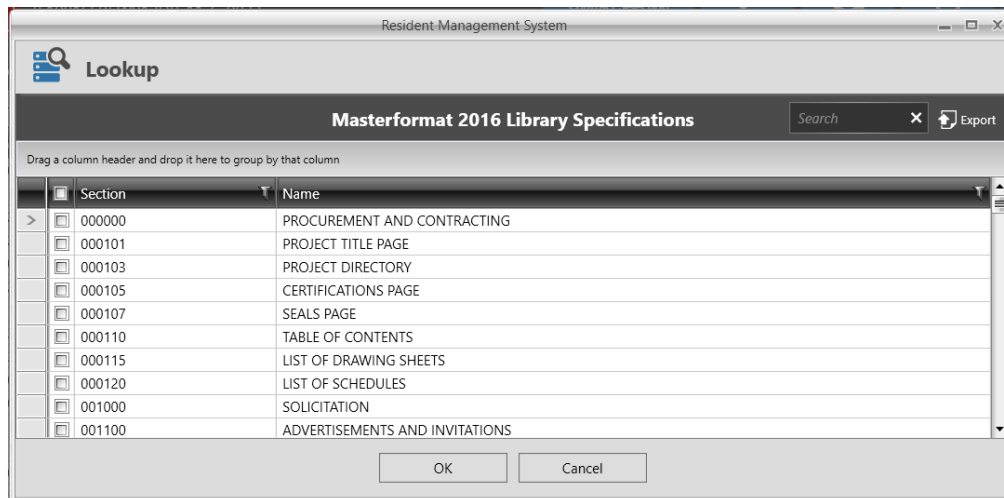 Resident Management System
Lookup
Masterformat 2016 Library Specifications
Search
Export
Drag a column header and drop it here to group by that column
Section Name
000000 PROCUREMENT AND CONTRACTING
000101 PROJECT TITLE PAGE
000103 PROJECT DIRECTORY
000105 CERTIFICATIONS PAGE
000107 SEALS PAGE
000110 TABLE OF CONTENTS
000115 LIST OF DRAWING SHEETS
000120 LIST OF SCHEDULES
001000 SOLICITATION
001100 ADVERTISEMENTS AND INVITATIONS
OK Cancel